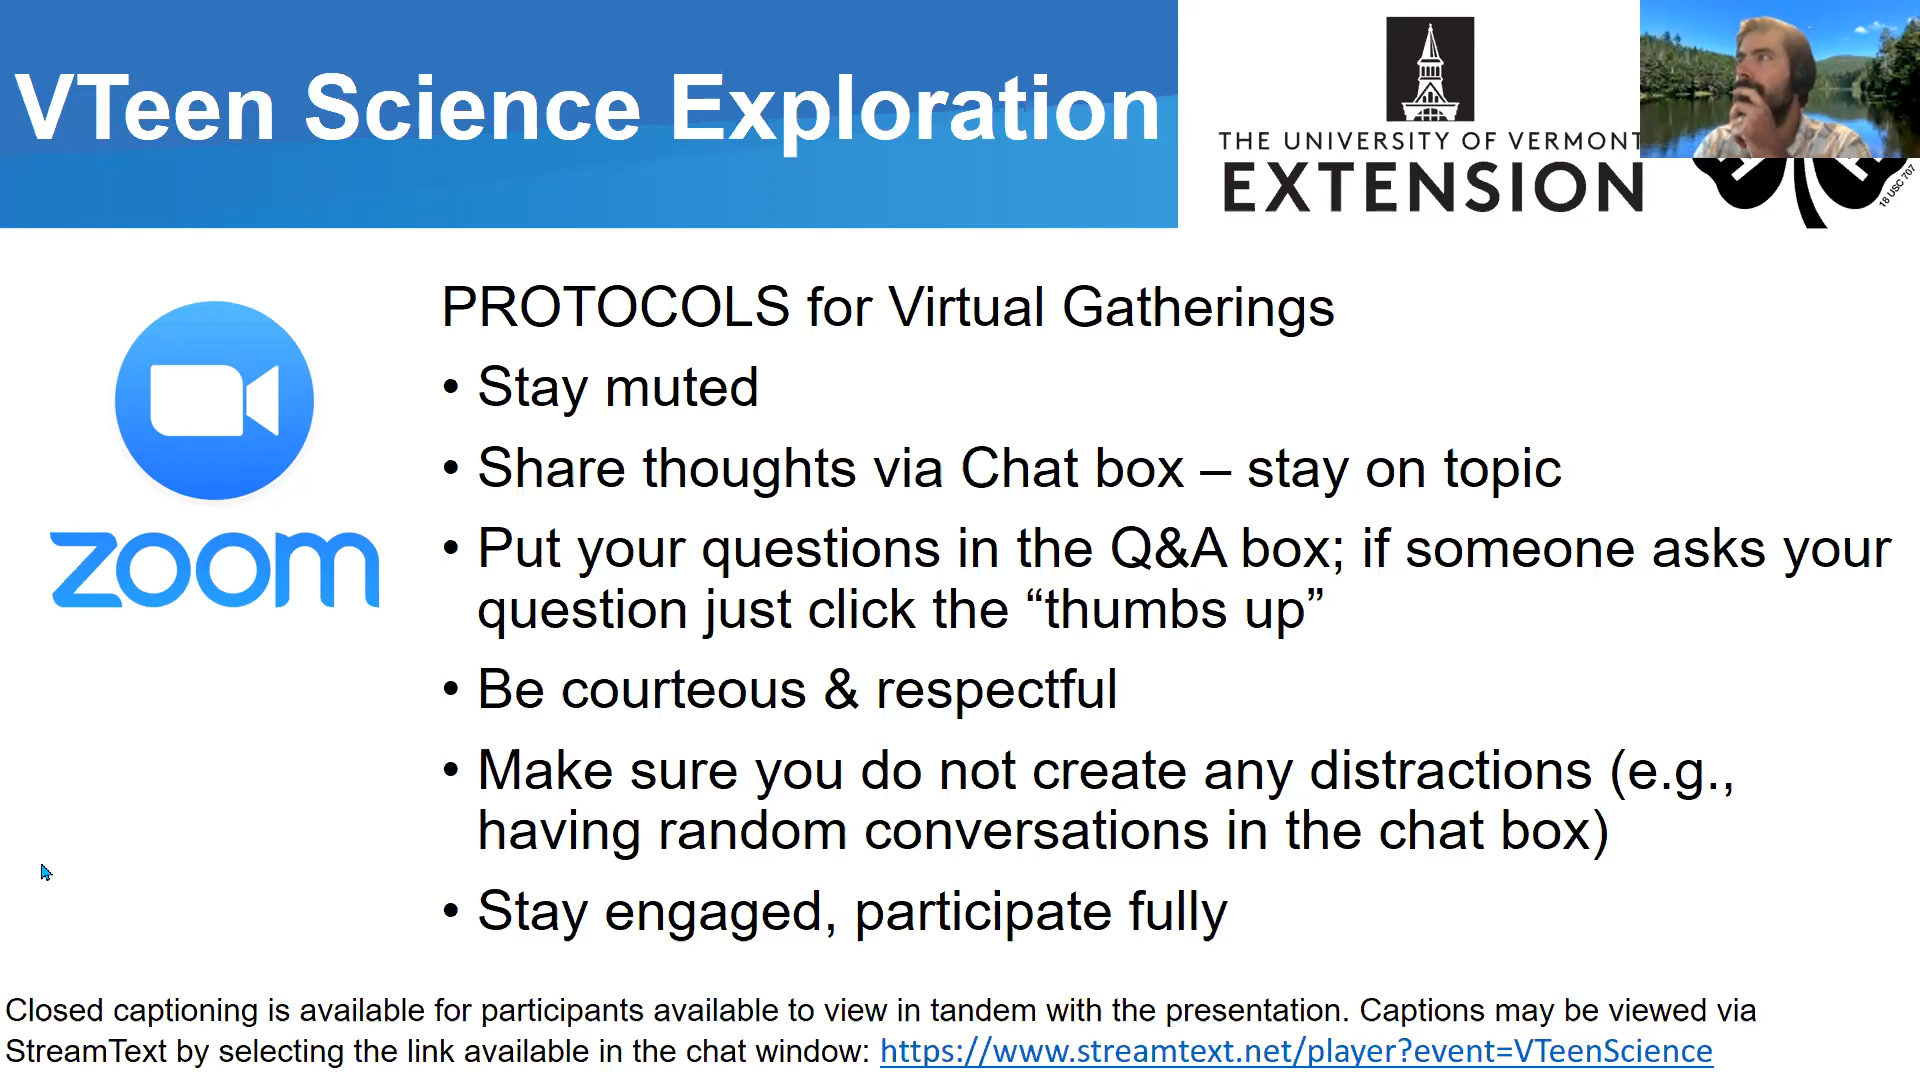 VTeen Science Exploration
THE UNIVERSITY OF VERMONT
EXTENSION
18 USC 707
zoom
PROTOCOLS for Virtual Gatherings
• Stay muted
• Share thoughts via Chat box – stay on topic
• Put your questions in the Q&A box; if someone asks your
question just click the “thumbs up”
• Be courteous & respectful
• Make sure you do not create any distractions (e.g.,
having random conversations in the chat box)
• Stay engaged, participate fully
Closed captioning is available for participants available to view in tandem with the presentation. Captions may be viewed via
StreamText by selecting the link available in the chat window: https://www.streamtext.net/player?event=VTeenScience